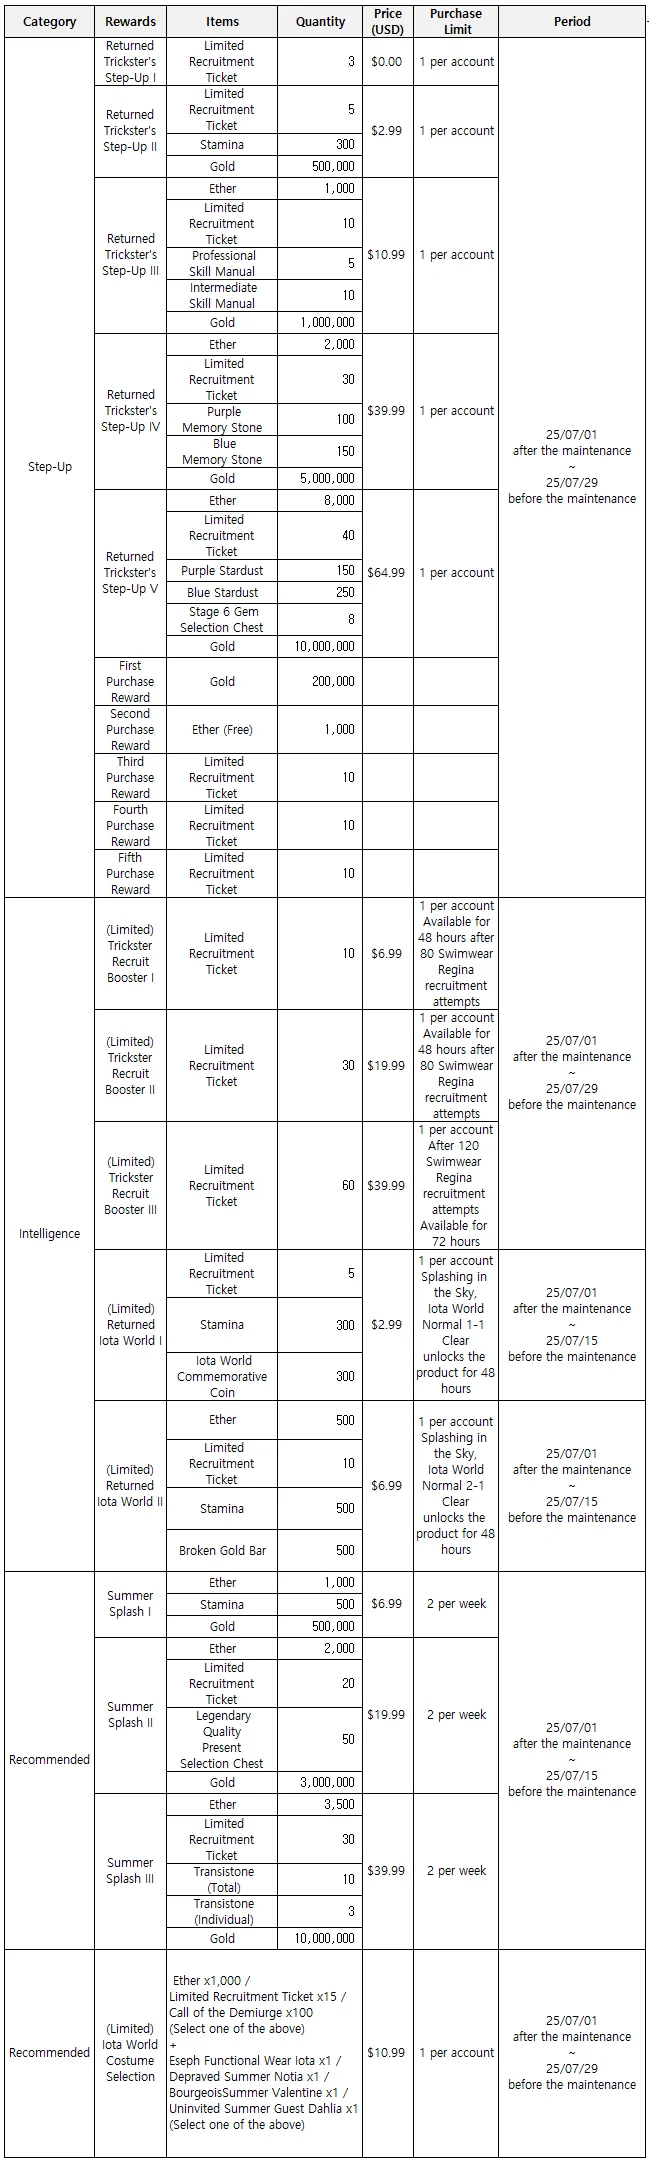 Category Rewards Items Quantity Price (USD) Purchase Limit Period
Step-Up
25/07/01
after the maintenance
~
25/07/29
before the maintenance
Returned
Trickster's
Step-Up I
Limited
Recruitment
Ticket
3
$0.00
1 per account
Returned
Trickster's
Step-Up II
Limited
Recruitment
Ticket
5
Stamina 300
Gold 500,000
$2.99
1 per account
Returned
Trickster's
Step-Up III
Ether 1,000
Limited
Recruitment
Ticket
10
Professional
Skill Manual
5
Intermediate
Skill Manual
10
Gold 1,000,000
$10.99
1 per account
Returned
Trickster's
Step-Up IV
Ether 2,000
Limited
Recruitment
Ticket
30
Purple
Memory Stone
100
Blue
Memory Stone
150
Gold 5,000,000
$39.99
1 per account
Returned
Trickster's
Step-Up V
Ether 8,000
Limited
Recruitment
Ticket
40
Purple Stardust 150
Blue Stardust 250
Stage 6 Gem
Selection Chest
8
Gold 10,000,000
$64.99
1 per account
First
Purchase
Reward
Gold 200,000
Second
Purchase
Reward
Ether (Free) 1,000
Third
Purchase
Reward
Limited
Recruitment
Ticket
10
Fourth
Purchase
Reward
Limited
Recruitment
Ticket
10
Fifth
Purchase
Reward
Limited
Recruitment
Ticket
10
Intelligence
(Limited)
Trickster
Recruit
Booster I
Limited
Recruitment
Ticket
10
$6.99
1 per account
Available for
48 hours after
80 Swimwear
Regina
recruitment
attempts
25/07/01
after the maintenance
~
25/07/29
before the maintenance
(Limited)
Trickster
Recruit
Booster II
Limited
Recruitment
Ticket
30
$19.99
1 per account
Available for
48 hours after
80 Swimwear
Regina
recruitment
attempts
(Limited)
Trickster
Recruit
Booster III
Limited
Recruitment
Ticket
60
$39.99
1 per account
After 120
Swimwear
Regina
recruitment
attempts
Available for
72 hours
(Limited)
Returned
Iota World I
Limited
Recruitment
Ticket
5
Stamina 300
Iota World
Commemorative
Coin
300
$2.99
1 per account
Splashing in
the Sky,
Iota World
Normal 1-1
Clear
unlocks the
product for 48
hours
25/07/01
after the maintenance
~
25/07/15
before the maintenance
(Limited)
Returned
Iota World II
Ether 500
Limited
Recruitment
Ticket
10
Stamina 500
Broken Gold Bar 500
$6.99
1 per account
Splashing in
the Sky,
Iota World
Normal 2-1
Clear
unlocks the
product for 48
hours
25/07/01
after the maintenance
~
25/07/15
before the maintenance
Recommended
Summer
Splash I
Ether 1,000
Stamina 500
Gold 500,000
$6.99
2 per week
Summer
Splash II
Ether 2,000
Limited
Recruitment
Ticket
20
Legendary
Quality
Present
Selection Chest
50
Gold 3,000,000
$19.99
2 per week
25/07/01
after the maintenance
~
25/07/15
before the maintenance
Summer
Splash III
Ether 3,500
Limited
Recruitment
Ticket
30
Transistone
(Total)
10
Transistone
(Individual)
3
Gold 10,000,000
$39.99
2 per week
Recommended
(Limited)
Iota World
Costume
Selection
Ether x1,000 /
Limited Recruitment Ticket x15 /
Call of the Demiurge x100
(Select one of the above)
+
Eseph Functional Wear Iota x1 /
Depraved Summer Notia x1 /
BourgeoisSummer Valentine x1 /
Uninvited Summer Guest Dahlia x1
(Select one of the above)
$10.99
1 per account
25/07/01
after the maintenance
~
25/07/29
before the maintenance